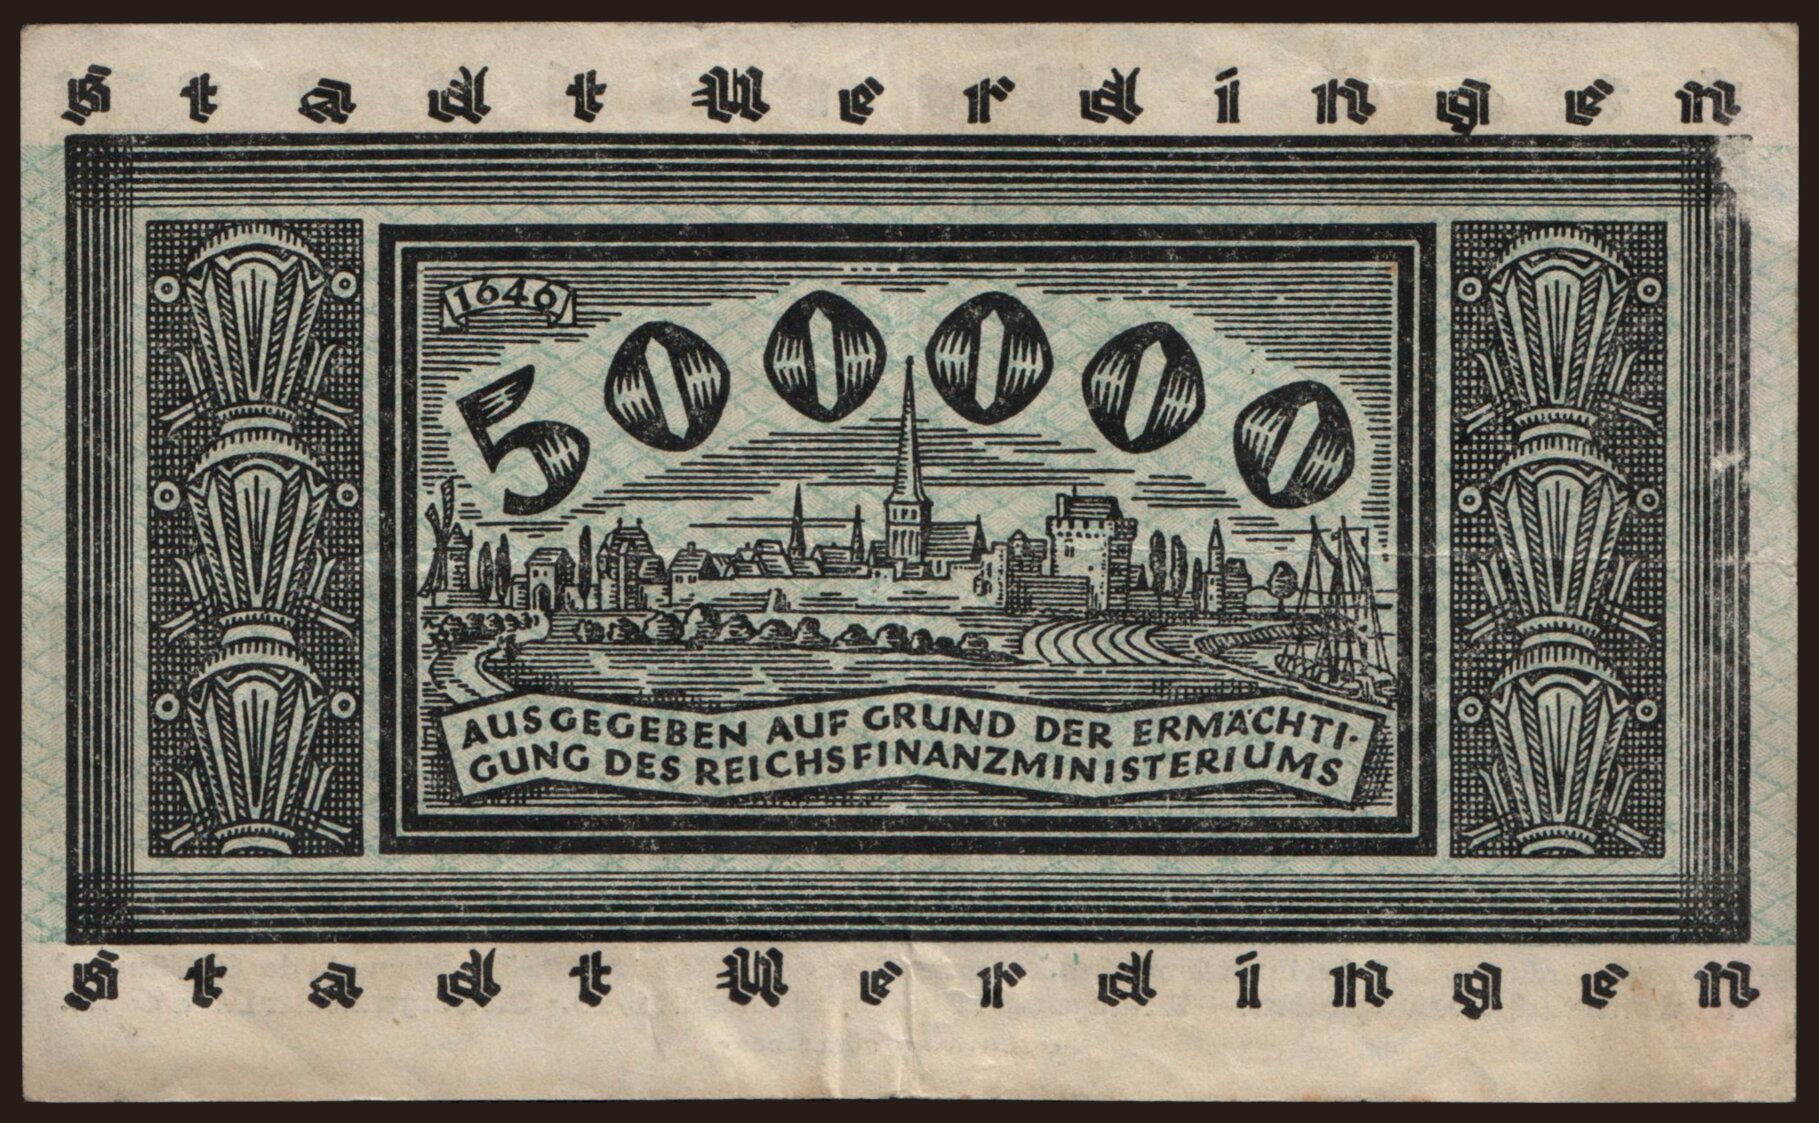 Stadt Uerdingen
1646
500000
AUSGEGEBEN AUF GRUND DER ERMÄCHTI-
GUNG DES REICHSFINANZMINISTERIUMS
Stadt Uerdingen